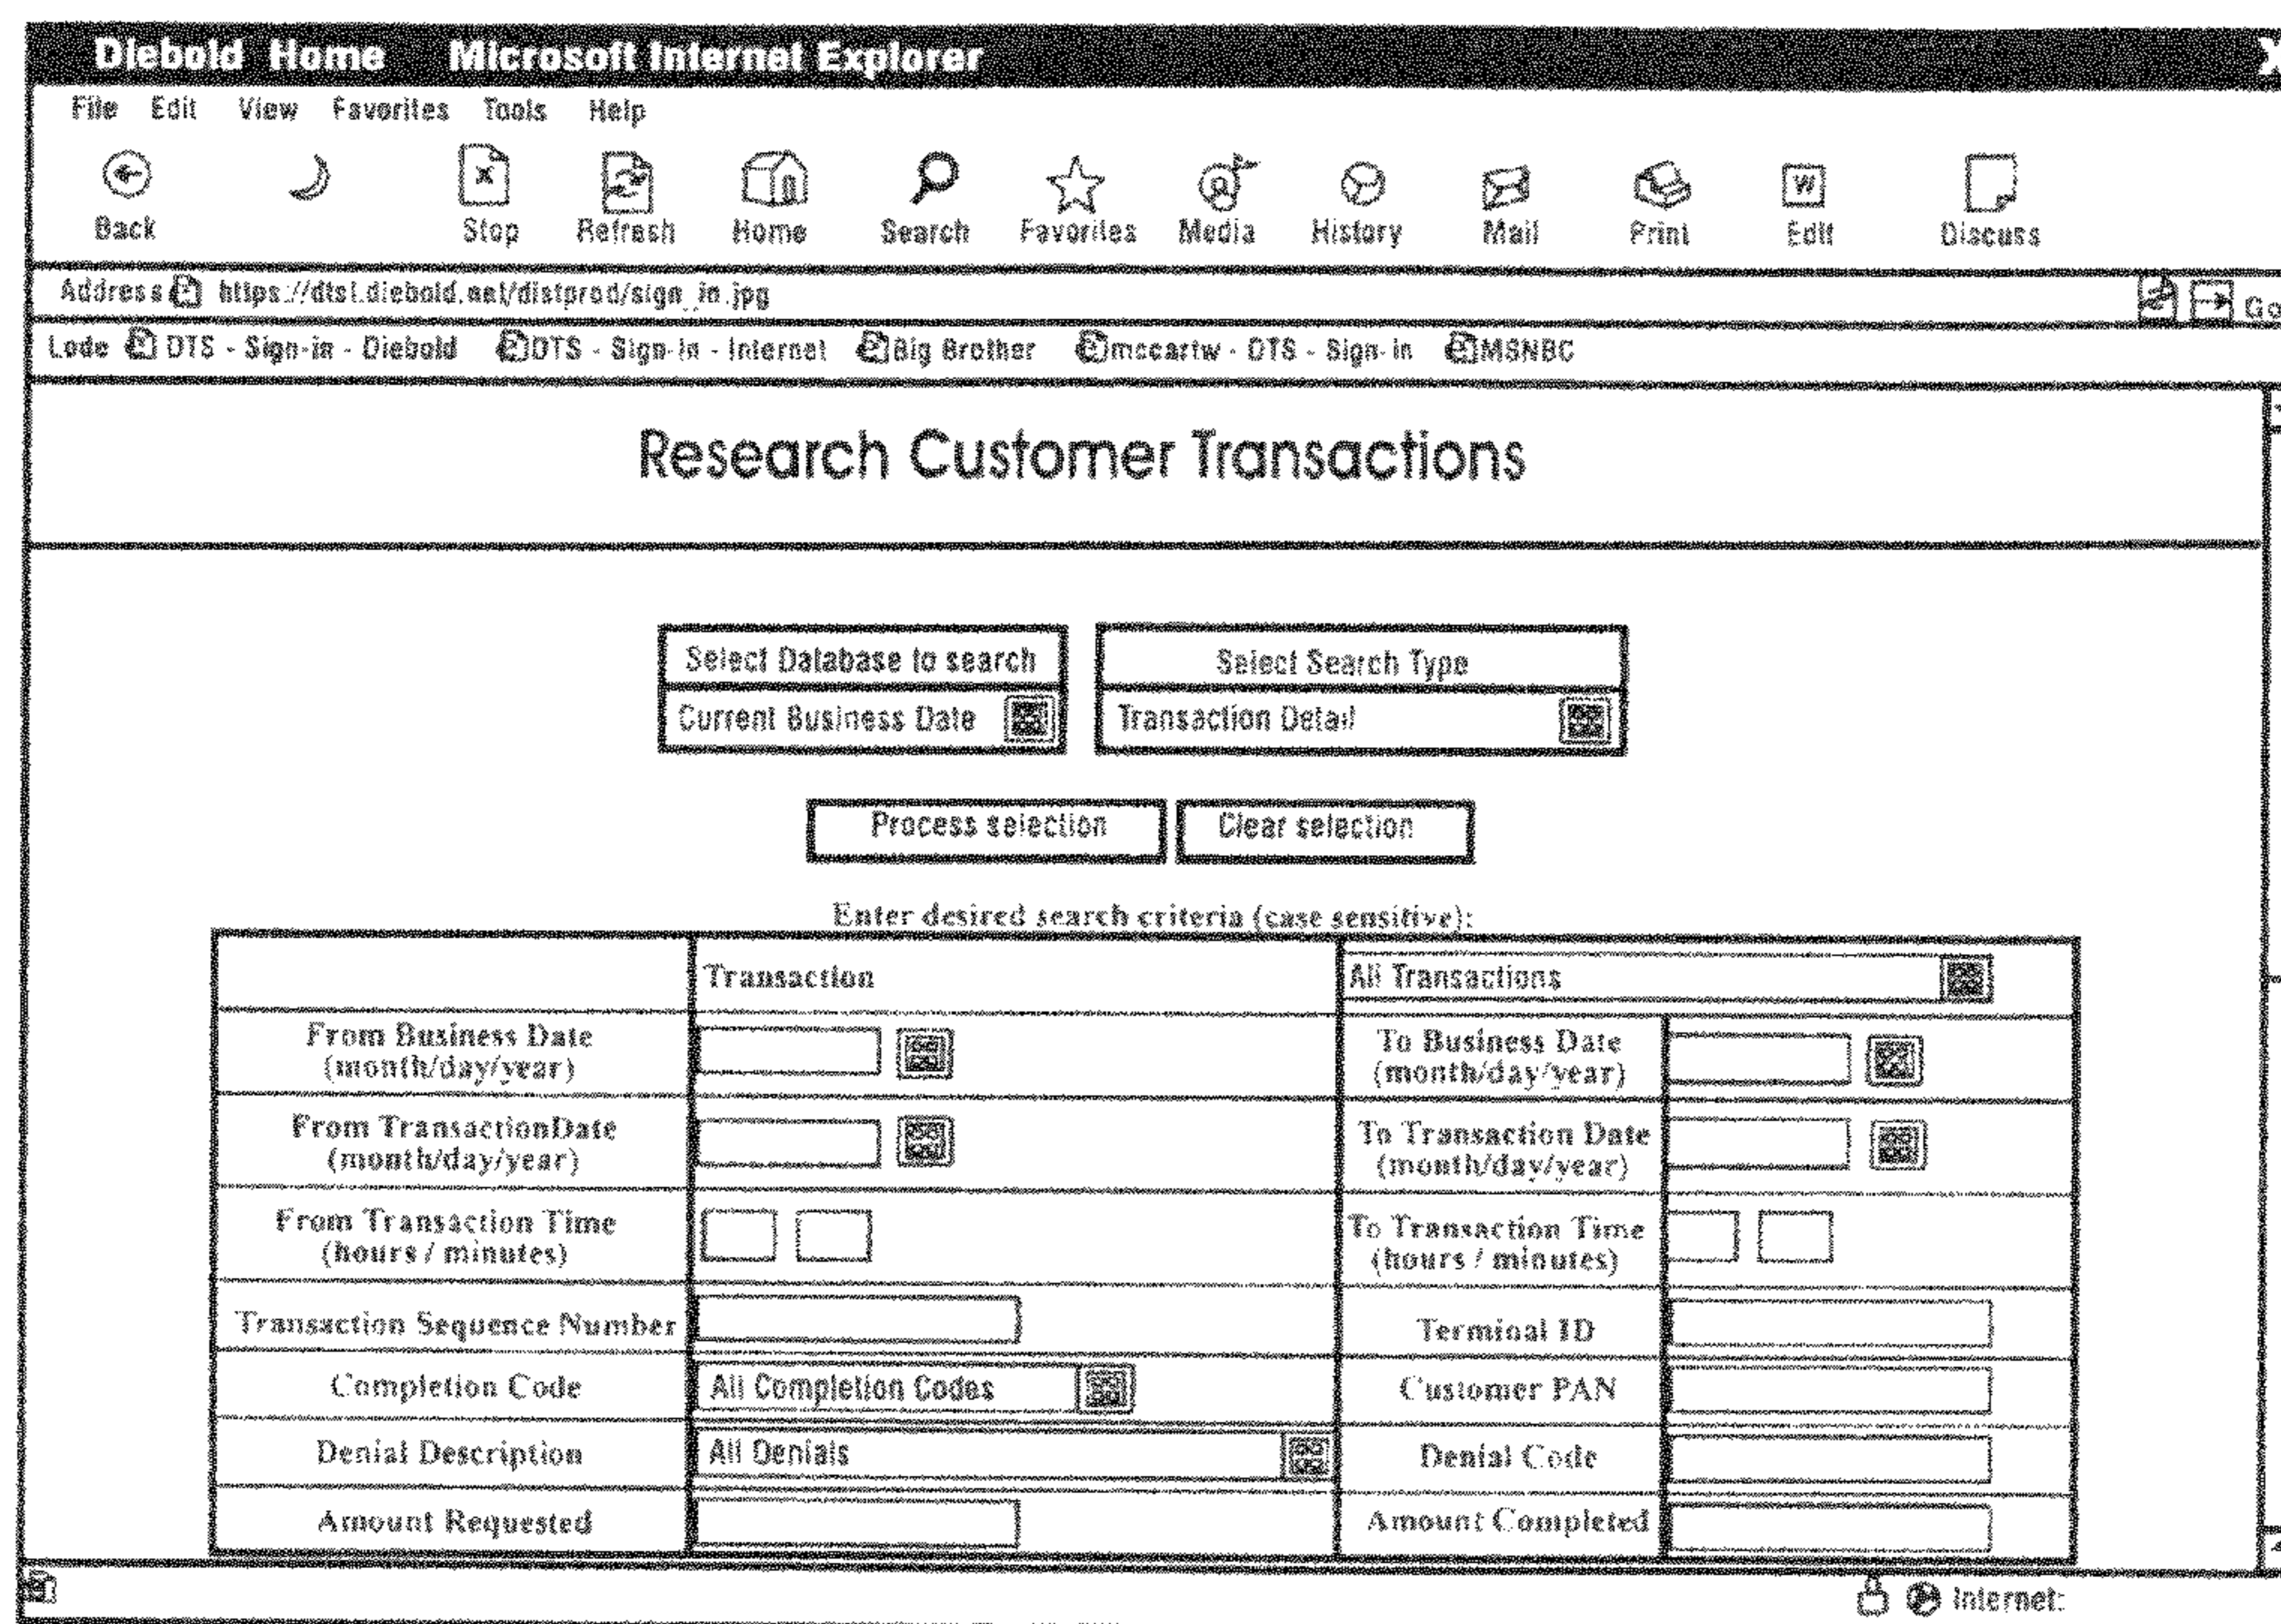 Diebold Home Microsoft Internet Explorer X
File Edit View Favorites Tools Help
Back Stop Refresh Home Search Favorites Media History Mail Print Edit Discuss
Address https://dtsl.diebold.net/distprod/sign_in.jpg Go
DTS - Sign-in - Diebold DTS - Sign-in - Internet Big Brother mccartw - DTS - Sign-in MSNBC
Research Customer Transactions
Select Database to search Select Search Type
Current Business Date Transaction Detail
Process selection Clear selection
Enter desired search criteria (case sensitive):
Transaction All Transactions
From Business Date (month/day/year) To Business Date (month/day/year)
From TransactionDate (month/day/year) To Transaction Date (month/day/year)
From Transaction Time (hours / minutes) To Transaction Time (hours / minutes)
Transaction Sequence Number Terminal ID
Completion Code All Completion Codes Customer PAN
Denial Description All Denials Denial Code
Amount Requested Amount Completed
Internet: